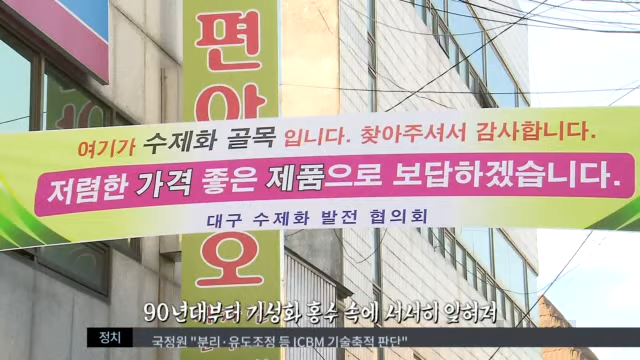 편안
오
여기가 수제화 골목 입니다. 찾아주셔서 감사합니다.
저렴한 가격 좋은 제품으로 보답하겠습니다.
대구 수제화 발전 협의회
90년대부터 기성화 홍수 속에 서서히 잊혀져
정치 국정원 "분리·유도조정 등 ICBM 기술축적 판단"